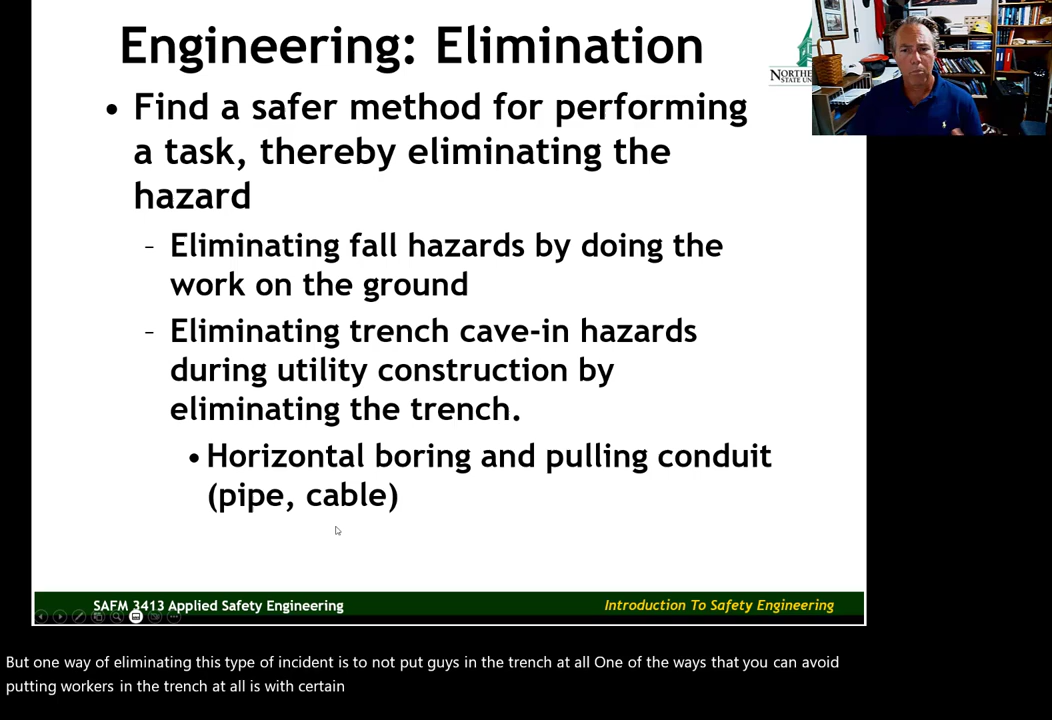 Engineering: Elimination
NORTHE
STATE UN
• Find a safer method for performing
a task, thereby eliminating the
hazard
- Eliminating fall hazards by doing the
work on the ground
- Eliminating trench cave-in hazards
during utility construction by
eliminating the trench.
• Horizontal boring and pulling conduit
(pipe, cable)
SAFM 3413 Applied Safety Engineering
Introduction To Safety Engineering
But one way of eliminating this type of incident is to not put guys in the trench at all One of the ways that you can avoid
putting workers in the trench at all is with certain